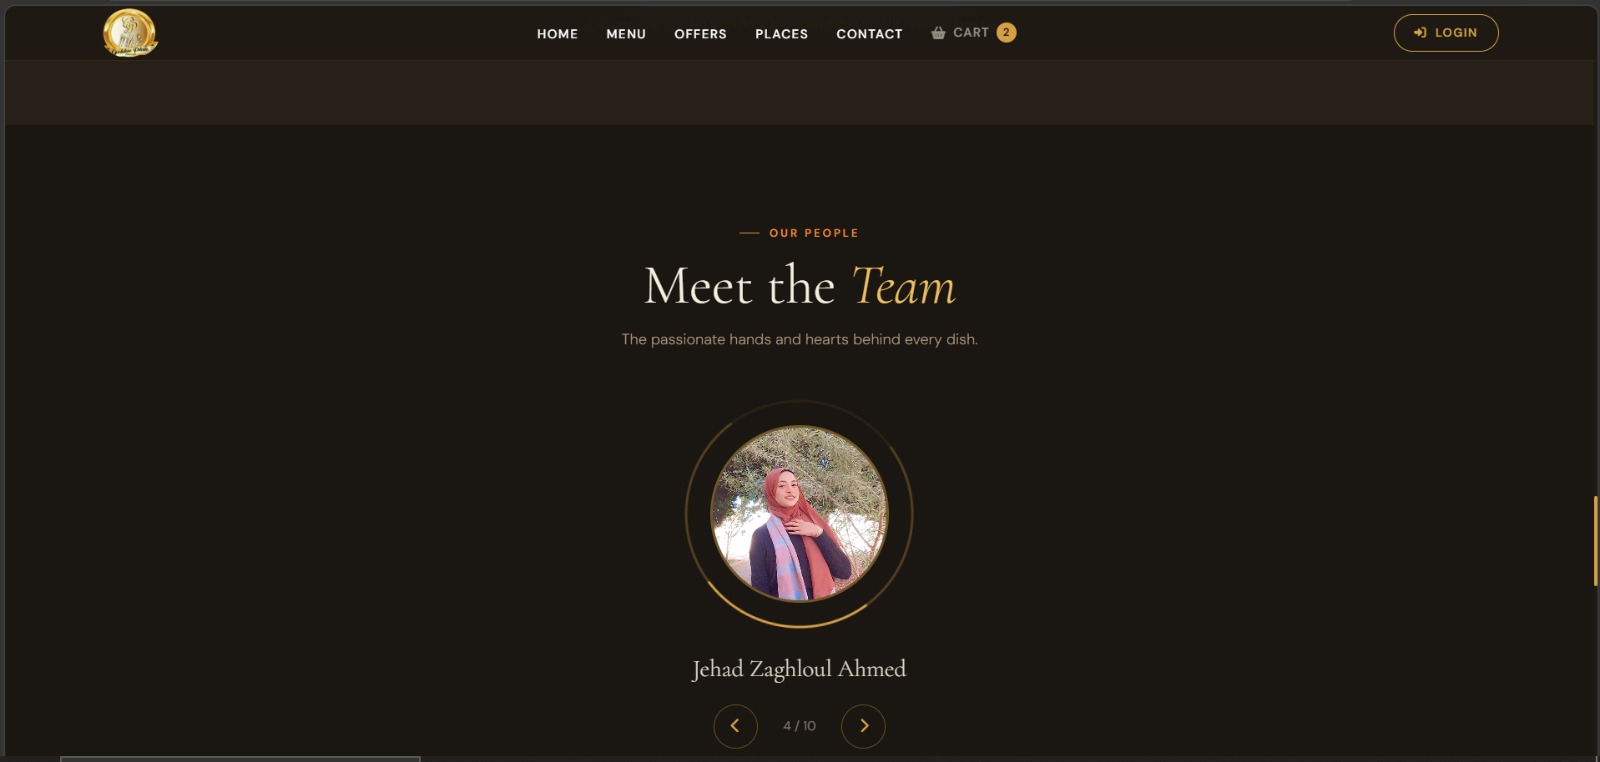 HOME MENU OFFERS PLACES CONTACT CART 2 LOGIN
OUR PEOPLE
Meet the Team
The passionate hands and hearts behind every dish.
Jehad Zaghloul Ahmed
4 / 10